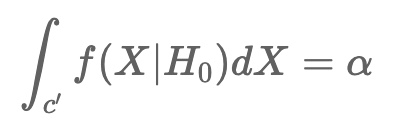 ∫_{c′} f(X|H₀)dX = α